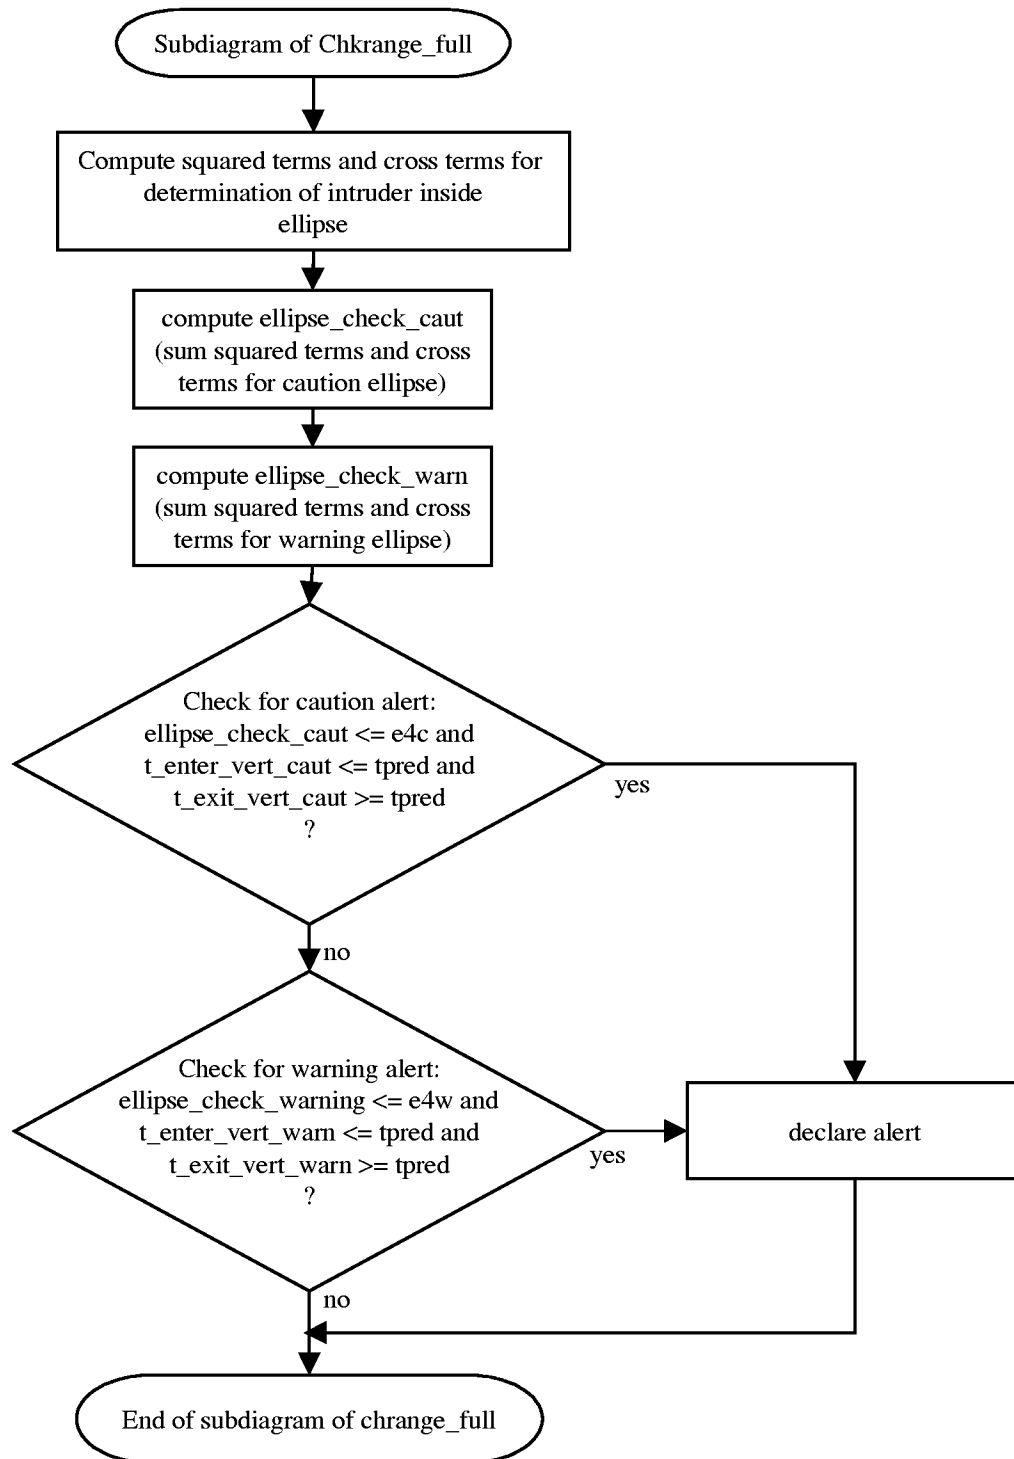 Subdiagram of Chkrange_full
Compute squared terms and cross terms for
determination of intruder inside
ellipse
compute ellipse_check_caut
(sum squared terms and cross
terms for caution ellipse)
compute ellipse_check_warn
(sum squared terms and cross
terms for warning ellipse)
Check for caution alert:
ellipse_check_caut <= e4c and
t_enter_vert_caut <= tpred and
t_exit_vert_caut >= tpred
?
yes
no
Check for warning alert:
ellipse_check_warning <= e4w and
t_enter_vert_warn <= tpred and
t_exit_vert_warn >= tpred
?
yes
declare alert
no
End of subdiagram of chrange_full